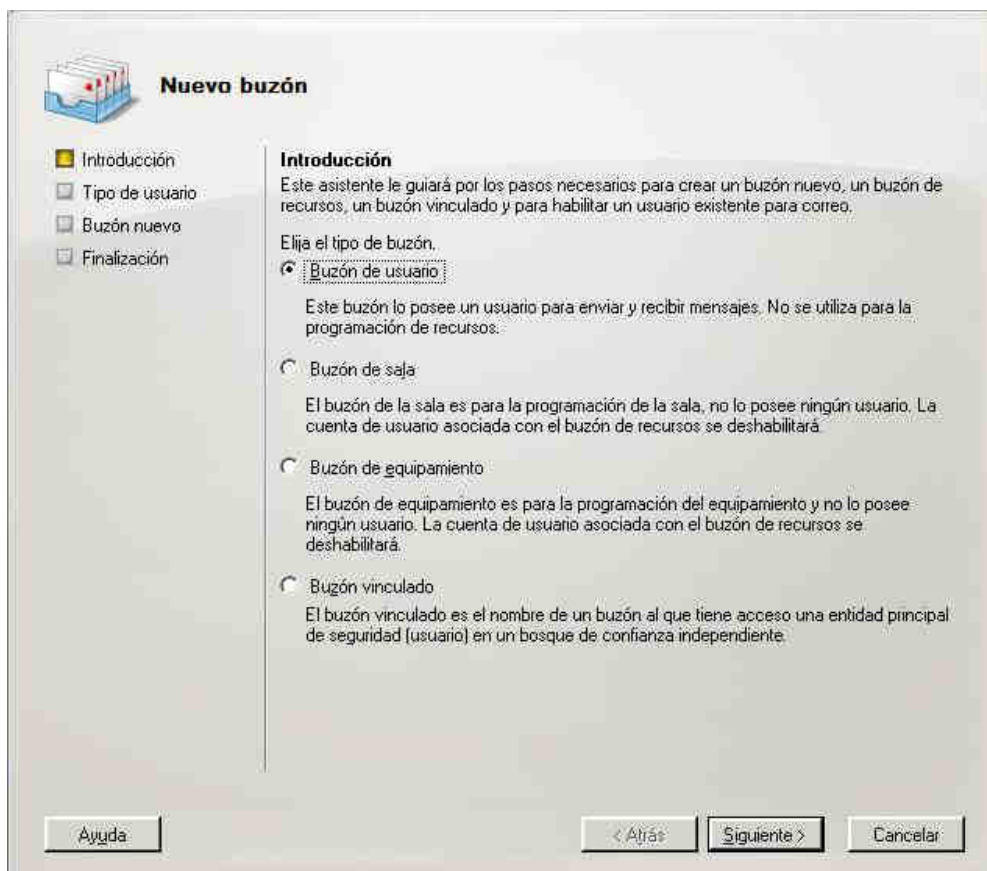 Nuevo buzón
Introducción
Tipo de usuario
Buzón nuevo
Finalización
Introducción
Este asistente le guiará por los pasos necesarios para crear un buzón nuevo, un buzón de
recursos, un buzón vinculado y para habilitar un usuario existente para correo.
Elija el tipo de buzón.
Buzón de usuario
Este buzón lo posee un usuario para enviar y recibir mensajes. No se utiliza para la
programación de recursos.
Buzón de sala
El buzón de la sala es para la programación de la sala, no lo posee ningún usuario. La
cuenta de usuario asociada con el buzón de recursos se deshabilitará.
Buzón de equipamiento
El buzón de equipamiento es para la programación del equipamiento y no lo posee
ningún usuario. La cuenta de usuario asociada con el buzón de recursos se
deshabilitará.
Buzón vinculado
El buzón vinculado es el nombre de un buzón al que tiene acceso una entidad principal
de seguridad (usuario) en un bosque de confianza independiente.
Ayuda
< Atrás
Siguiente >
Cancelar